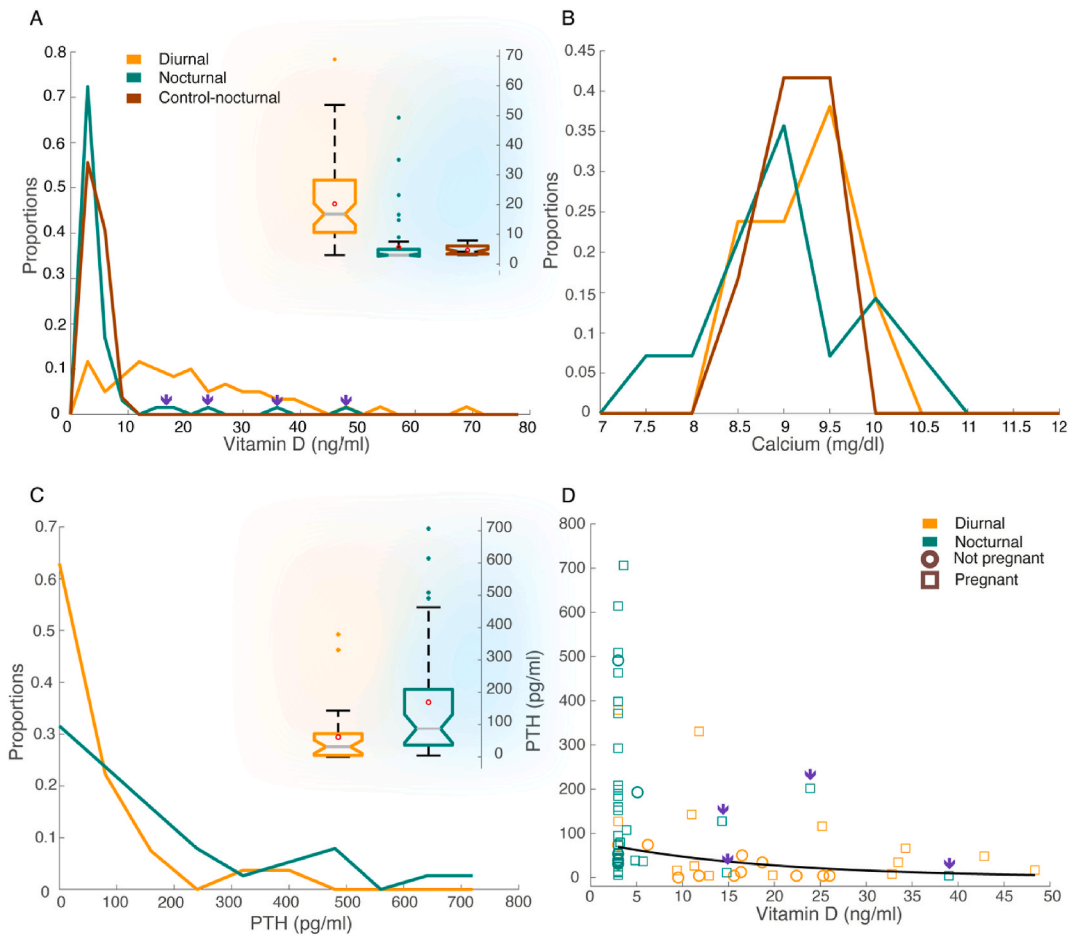 A
0.8
0.7
0.6
0.5
0.4
0.3
0.2
0.1
0
Proportions
Diurnal
Nocturnal
Control-nocturnal
70
60
50
40
30
20
10
0
0 10 20 30 40 50 60 70 80
Vitamin D (ng/ml)
B
0.45
0.4
0.35
0.3
0.25
0.2
0.15
0.1
0.05
0
Proportions
7 7.5 8 8.5 9 9.5 10 10.5 11 11.5 12
Calcium (mg/dl)
C
0.7
0.6
0.5
0.4
0.3
0.2
0.1
0
Proportions
700
600
500
400
300
200
100
0
PTH (pg/ml)
0 100 200 300 400 500 600 700 800
PTH (pg/ml)
D
800
700
600
500
400
300
200
100
0
Diurnal
Nocturnal
Not pregnant
Pregnant
0 5 10 15 20 25 30 35 40 45 50
Vitamin D (ng/ml)